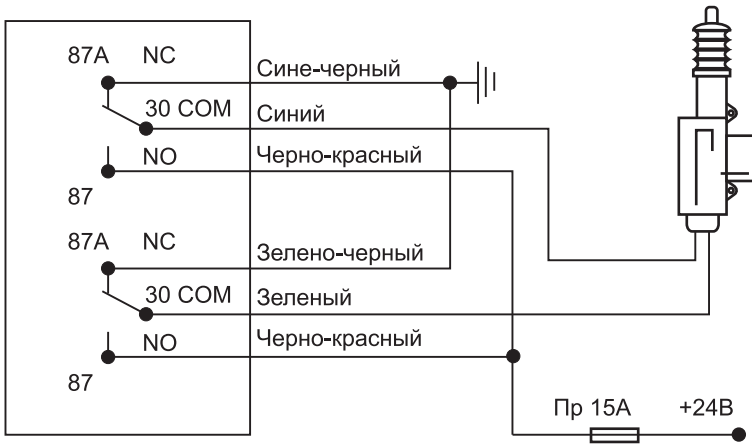 87A NC
Сине-черный
30 COM
Синий
NO
Черно-красный
87
87A NC
Зелено-черный
30 COM
Зеленый
NO
Черно-красный
87
Пр 15А
+24В